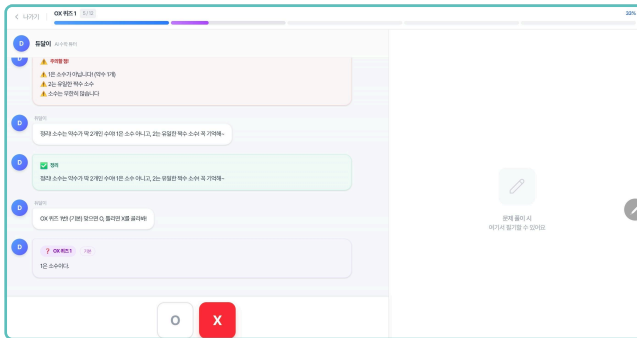 나가기
OX 퀴즈 1
30%
D
듀달이
D
주의할 점!
1은 소수가 아닙니다! (약수 1개)
2는 유일한 짝수 소수
소수는 무한히 많습니다
듀달이
D
정리! 소수는 약수가 딱 2개인 수야! 1은 소수 아니고, 2는 유일한 짝수 소수! 꼭 기억해~
D
정리
정리! 소수는 약수가 딱 2개인 수야! 1은 소수 아니고, 2는 유일한 짝수 소수! 꼭 기억해~
듀달이
D
OX 퀴즈 1번! (기본) 맞으면 O, 틀리면 X를 골라봐!
D
OX 퀴즈 1
기본
1은 소수이다.
문제 풀이 시
여기서 필기할 수 있어요
O
X